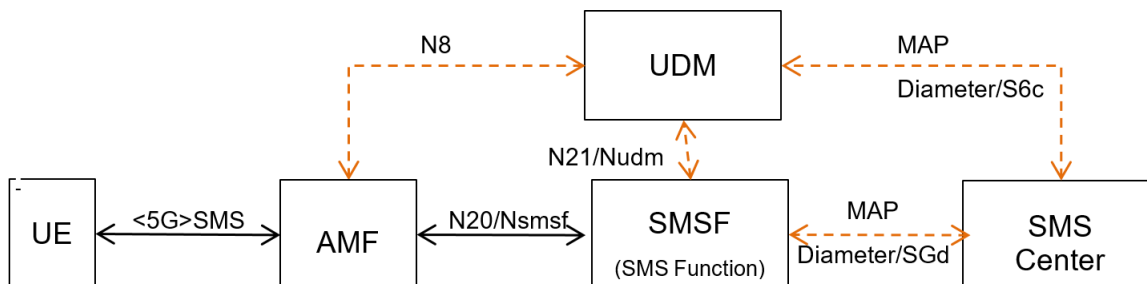 N8
UDM
MAP
Diameter/S6c
N21/Nudm
-
UE
<5G>SMS
AMF
N20/Nsmsf
SMSF
(SMS Function)
MAP
Diameter/SGd
SMS
Center